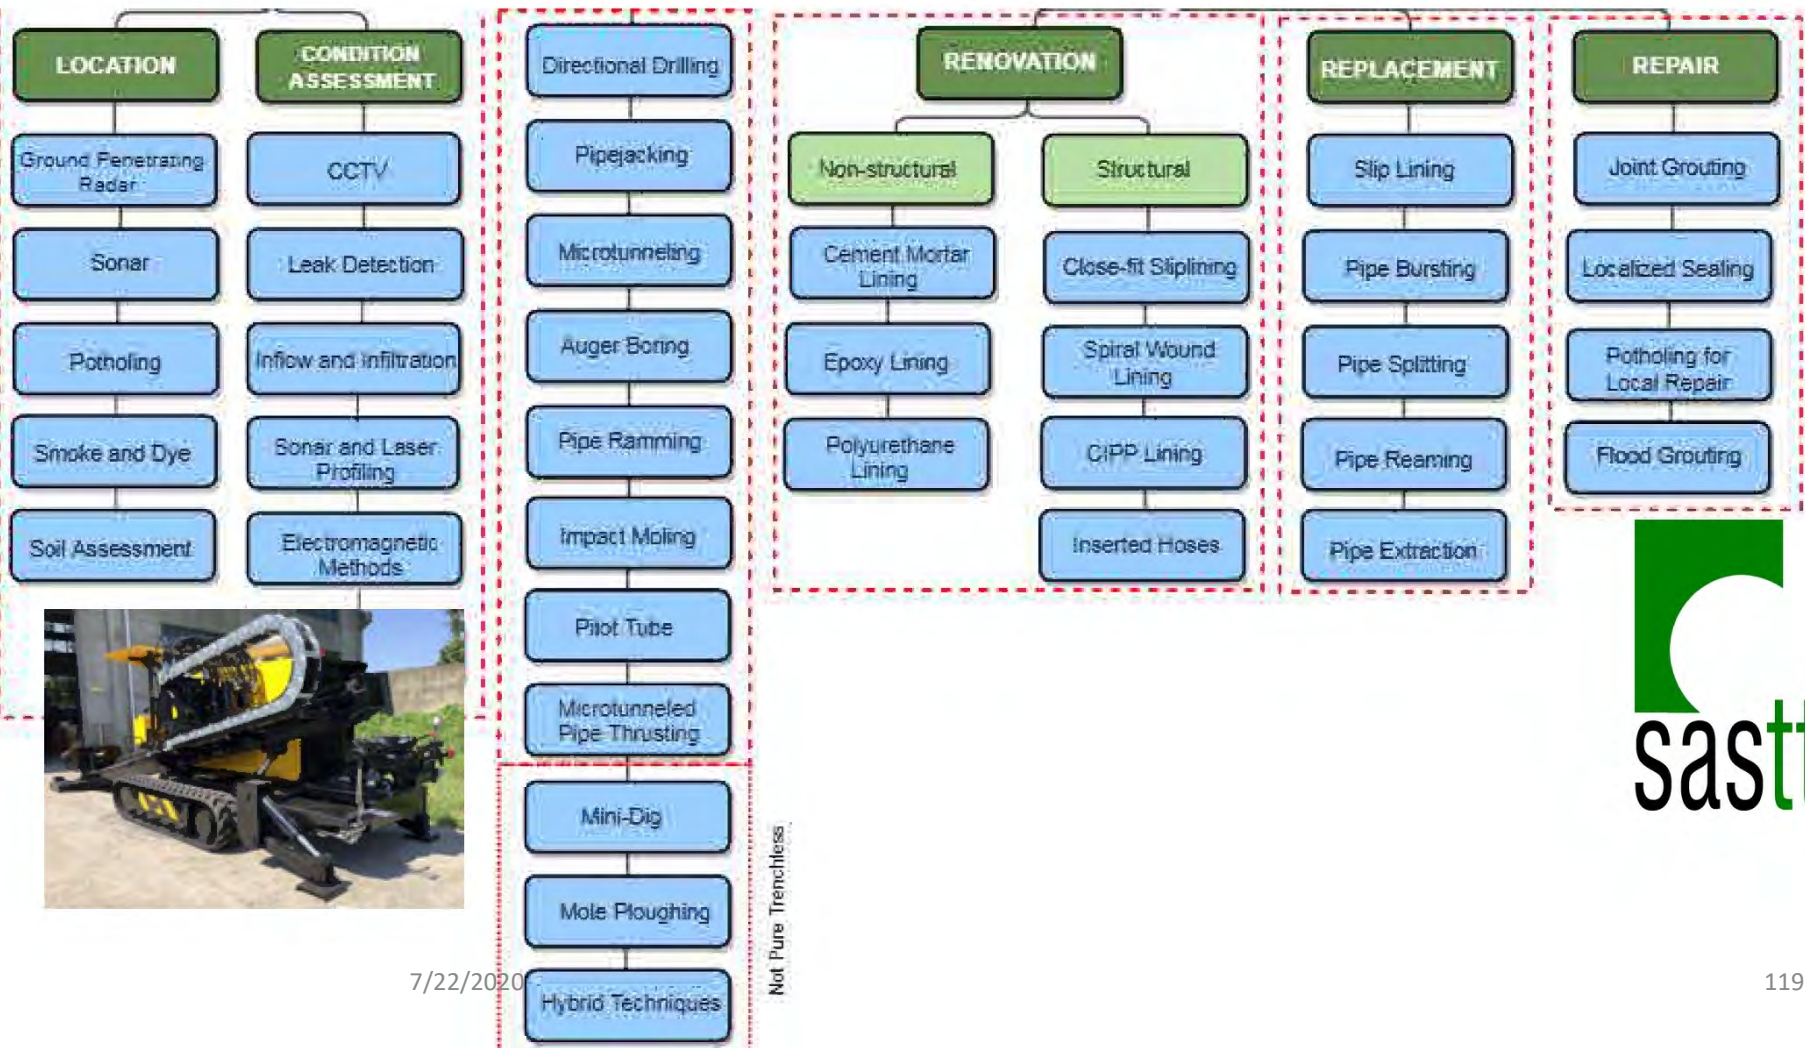 LOCATION
Ground Penetrating
Radar
Sonar
Potholing
Smoke and Dye
Soil Assessment
CONDITION
ASSESSMENT
CCTV
Leak Detection
Inflow and Infiltration
Sonar and Laser
Profiling
Electromagnetic
Methods
Directional Drilling
Pipejacking
Microtunneling
Auger Boring
Pipe Ramming
Impact Moling
Pilot Tube
Microtunneled
Pipe Thrusting
Mini-Dig
Mole Ploughing
Hybrid Techniques
Not Pure Trenchless
RENOVATION
Non-structural
Cement Mortar
Lining
Epoxy Lining
Polyurethane
Lining
Structural
Close-fit Sliplining
Spiral Wound
Lining
CIPP Lining
Inserted Hoses
REPLACEMENT
Slip Lining
Pipe Bursting
Pipe Splitting
Pipe Reaming
Pipe Extraction
REPAIR
Joint Grouting
Localized Sealing
Potholing for
Local Repair
Flood Grouting
sastt
7/22/2020
119